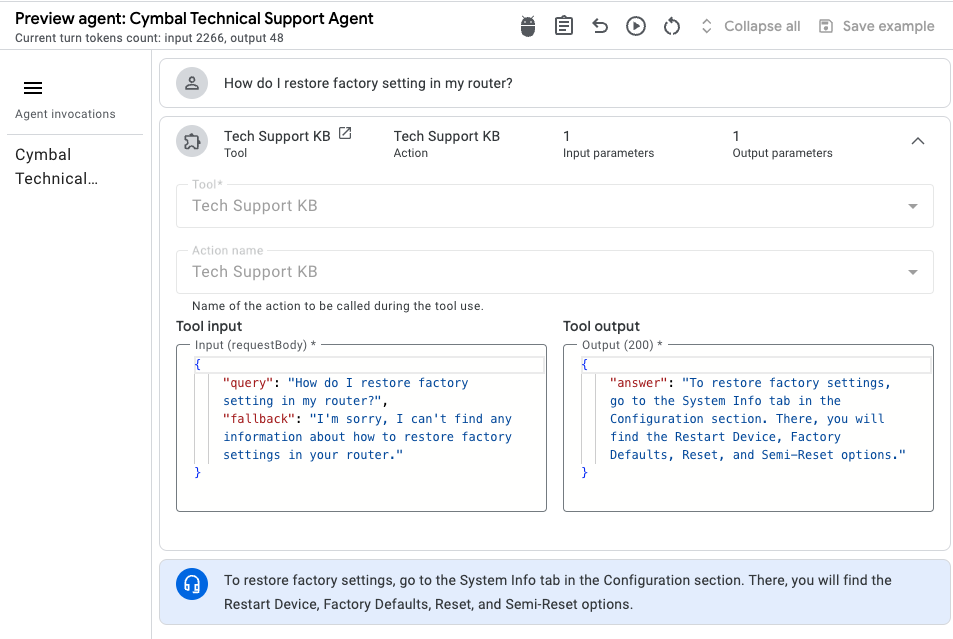 Preview agent: Cymbal Technical Support Agent
Current turn tokens count: input 2266, output 48
Collapse all
Save example
Agent invocations
Cymbal
Technical...
How do I restore factory setting in my router?
Tech Support KB
Tool
Tech Support KB
Action
1
Input parameters
1
Output parameters
Tool*
Tech Support KB
Action name
Tech Support KB
Name of the action to be called during the tool use.
Tool input
Input (requestBody) *
{
"query": "How do I restore factory
setting in my router?",
"fallback": "I'm sorry, I can't find any
information about how to restore factory
settings in your router."
}
Tool output
Output (200) *
{
"answer": "To restore factory settings,
go to the System Info tab in the
Configuration section. There, you will
find the Restart Device, Factory
Defaults, Reset, and Semi-Reset options."
}
To restore factory settings, go to the System Info tab in the Configuration section. There, you will find the
Restart Device, Factory Defaults, Reset, and Semi-Reset options.